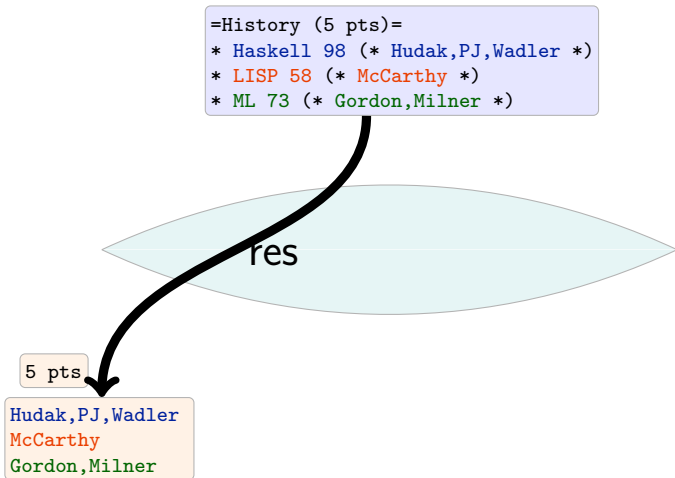 =History (5 pts)=
* Haskell 98 (* Hudak,PJ,Wadler *)
* LISP 58 (* McCarthy *)
* ML 73 (* Gordon,Milner *)
res
5 pts
Hudak,PJ,Wadler
McCarthy
Gordon,Milner